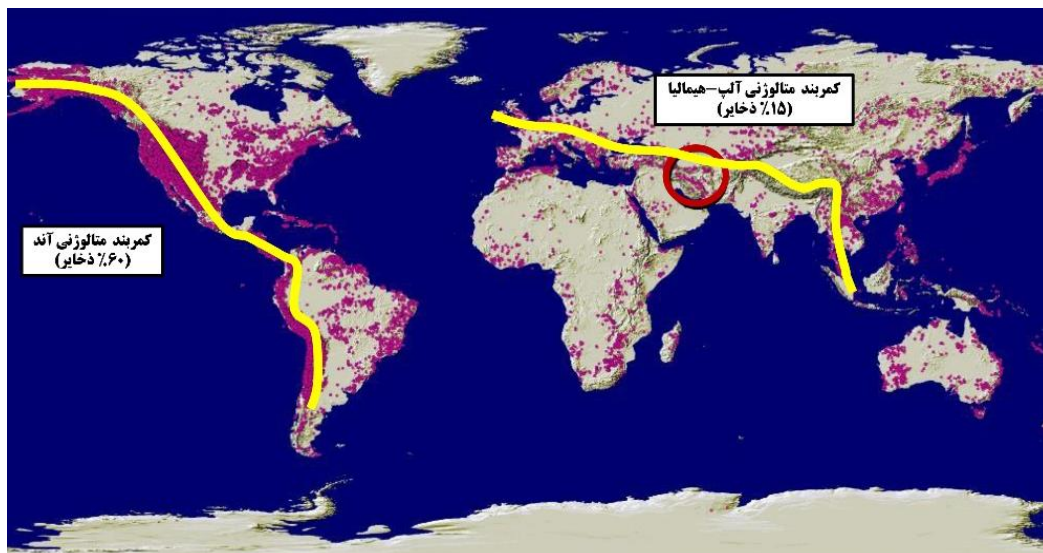 کمربند متالوژنی آلپ-هیمالیا
(۱۵٪ ذخایر)
کمربند متالوژنی آند
(۶۰٪ ذخایر)